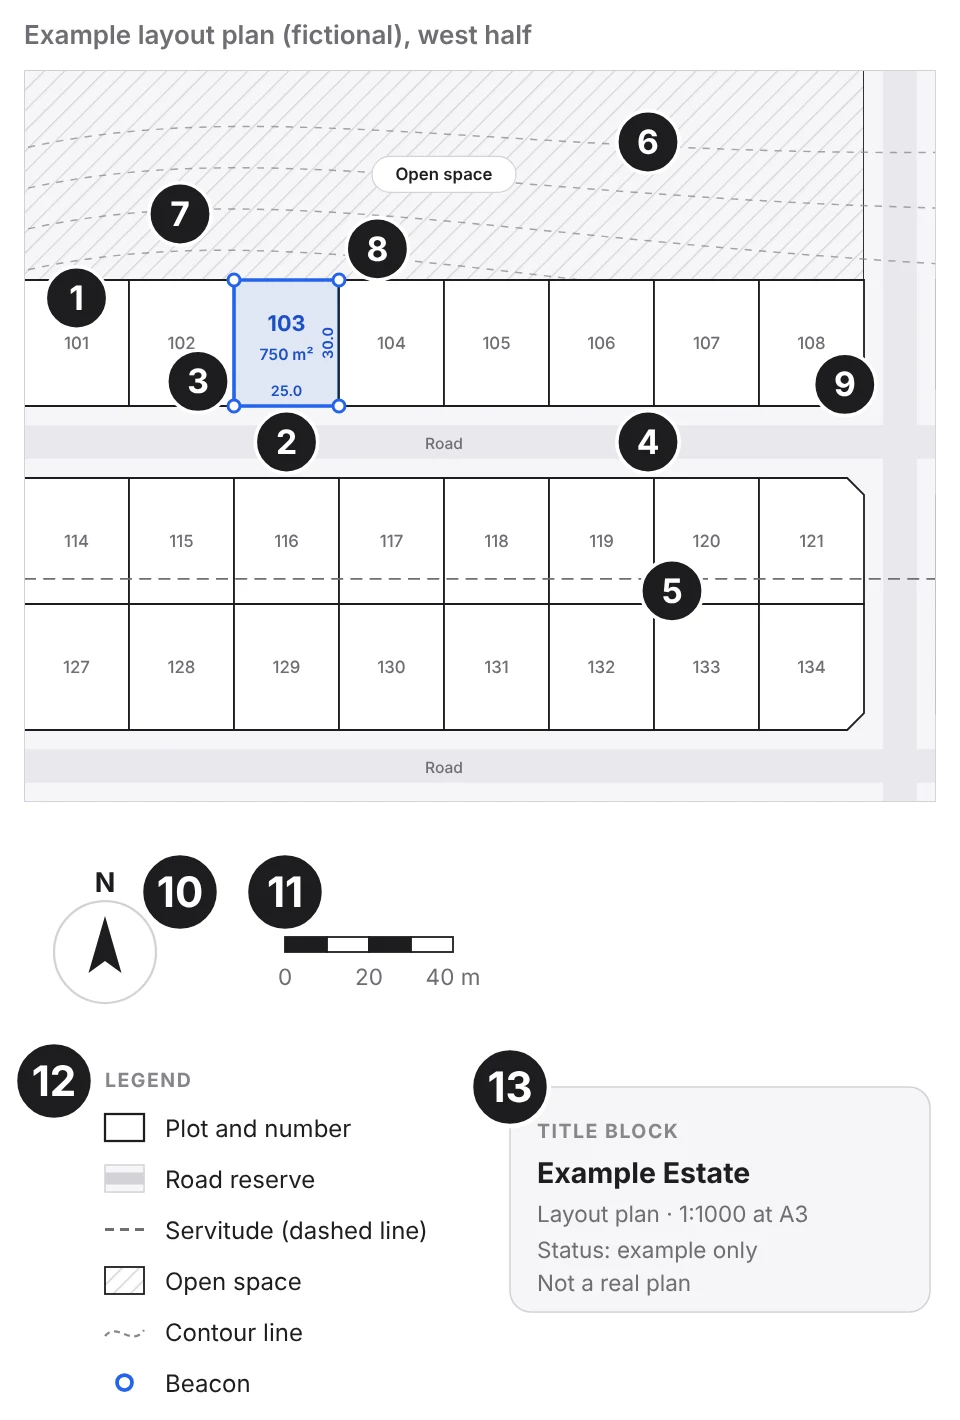 Example layout plan (fictional), west half
6
Open space
7
8
1
101
102
103
750 m²
30.0
25.0
104
105
106
107
108
3
9
2
Road
4
114
115
116
117
118
119
120
121
5
127
128
129
130
131
132
133
134
Road
N
10
11
0 20 40 m
12
LEGEND
Plot and number
Road reserve
Servitude (dashed line)
Open space
Contour line
Beacon
13
TITLE BLOCK
Example Estate
Layout plan · 1:1000 at A3
Status: example only
Not a real plan